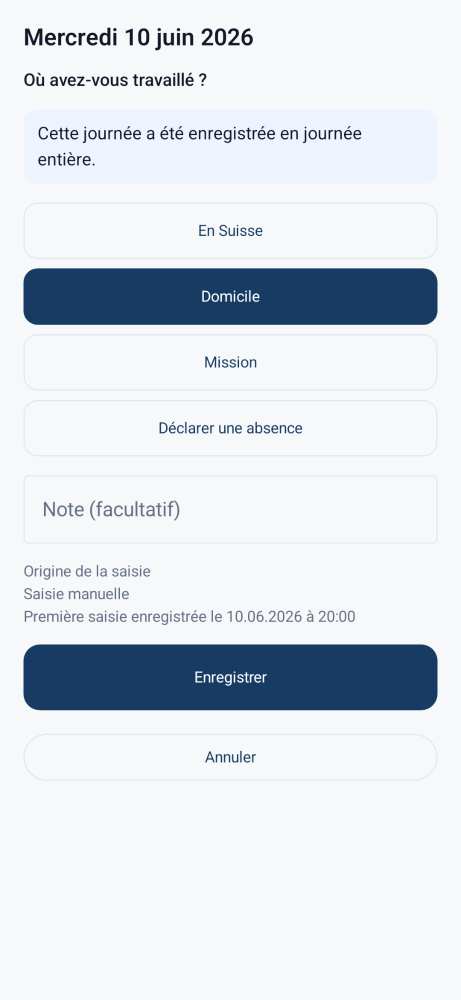 Mercredi 10 juin 2026
Où avez-vous travaillé ?
Cette journée a été enregistrée en journée
entière.
En Suisse
Domicile
Mission
Déclarer une absence
Note (facultatif)
Origine de la saisie
Saisie manuelle
Première saisie enregistrée le 10.06.2026 à 20:00
Enregistrer
Annuler